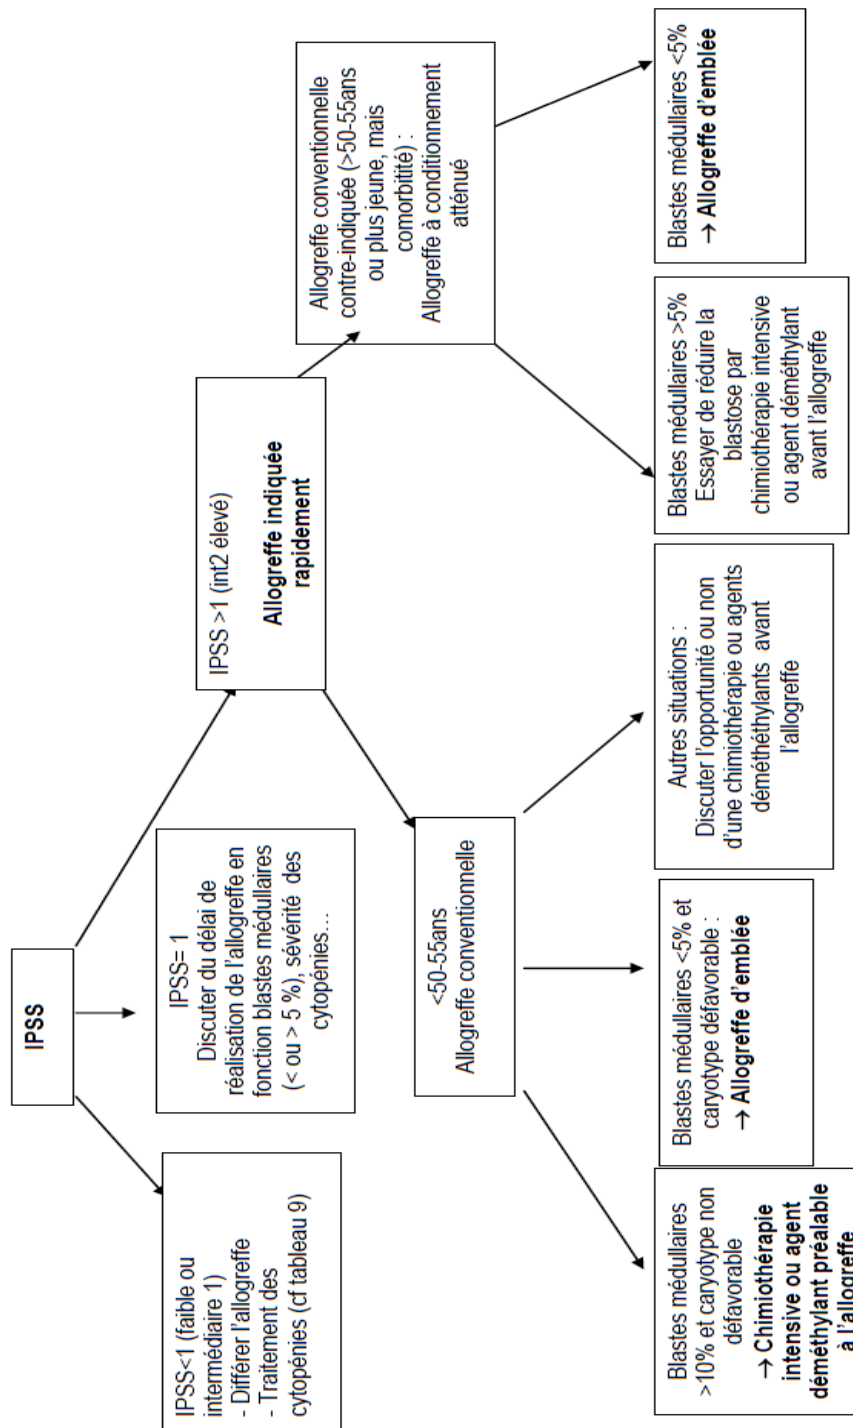 IPSS
IPSS<1 (faible ou
intermédiaire 1)
- Différer l'allogreffe
- Traitement des
cytopénies (cf tableau 9)
IPSS= 1
Discuter du délai de
réalisation de l'allogreffe en
fonction blastes médullaires
(< ou > 5 %), sévérité des
cytopénies…
IPSS >1 (int2 élevé)
Allogreffe indiquée
rapidement
<50-55ans
Allogreffe conventionnelle
Allogreffe conventionnelle
contre-indiquée (>50-55ans
ou plus jeune, mais
comorbitité) :
Allogreffe à conditionnement
atténué
Blastes médullaires
>10% et caryotype non
défavorable
→ Chimiothérapie
intensive ou agent
déméthylant préalable
à l'allogreffe
Blastes médullaires <5% et
caryotype défavorable :
→ Allogreffe d'emblée
Autres situations :
Discuter l'opportunité ou non
d'une chimiothérapie ou agents
déméthéthylants avant
l'allogreffe
Blastes médullaires >5%
Essayer de réduire la
blastose par
chimiothérapie intensive
ou agent déméthylant
avant l'allogreffe
Blastes médullaires <5%
→ Allogreffe d'emblée